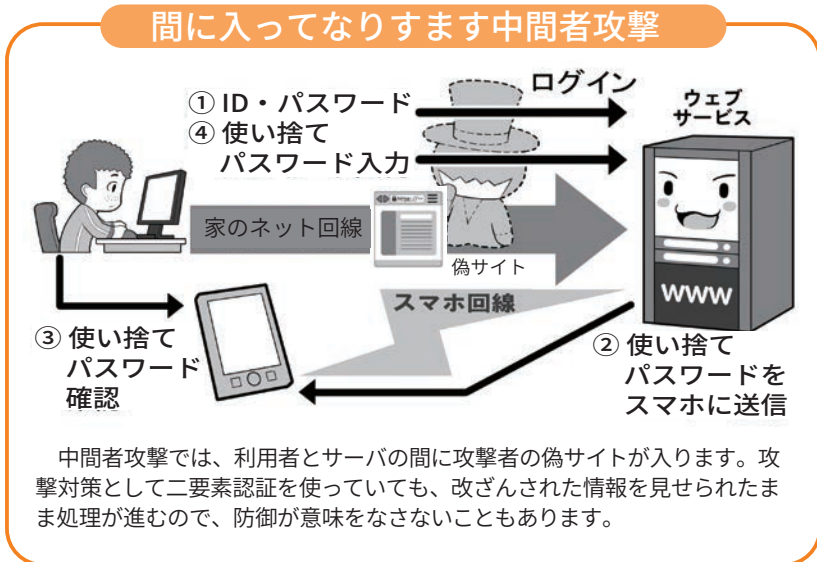 間に入ってなりすます中間者攻撃
ログイン
① ID・パスワード
④ 使い捨て
パスワード入力
ウェブ
サービス
家のネット回線
偽サイト
スマホ回線
WWW
③ 使い捨て
パスワード
確認
② 使い捨て
パスワードを
スマホに送信
中間者攻撃では、利用者とサーバの間に攻撃者の偽サイトが入ります。攻
撃対策として二要素認証を使っていても、改ざんされた情報を見せられたま
ま処理が進むので、防御が意味をなさないこともあります。